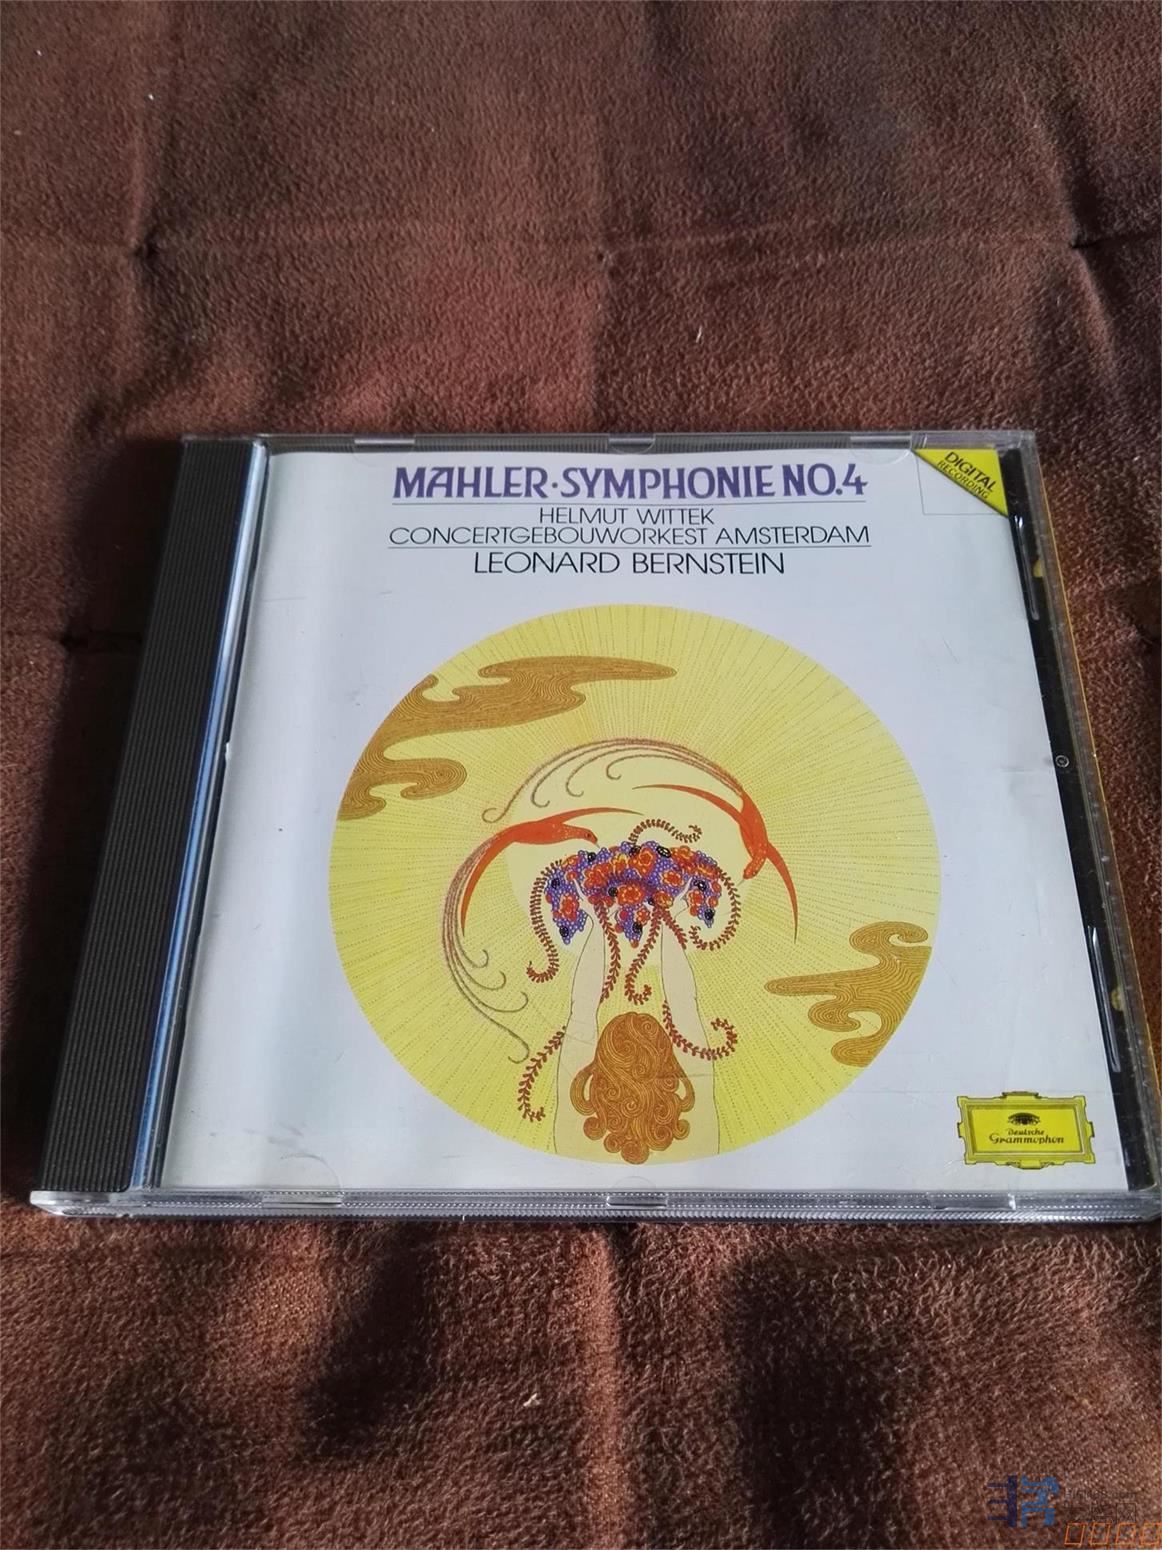 MAHLER·SYMPHONIE NO.4
HELMUT WITTEK
CONCERTGEBOUWORKEST AMSTERDAM
LEONARD BERNSTEIN
DIGITAL
RECORDING
Deutsche
Grammophon